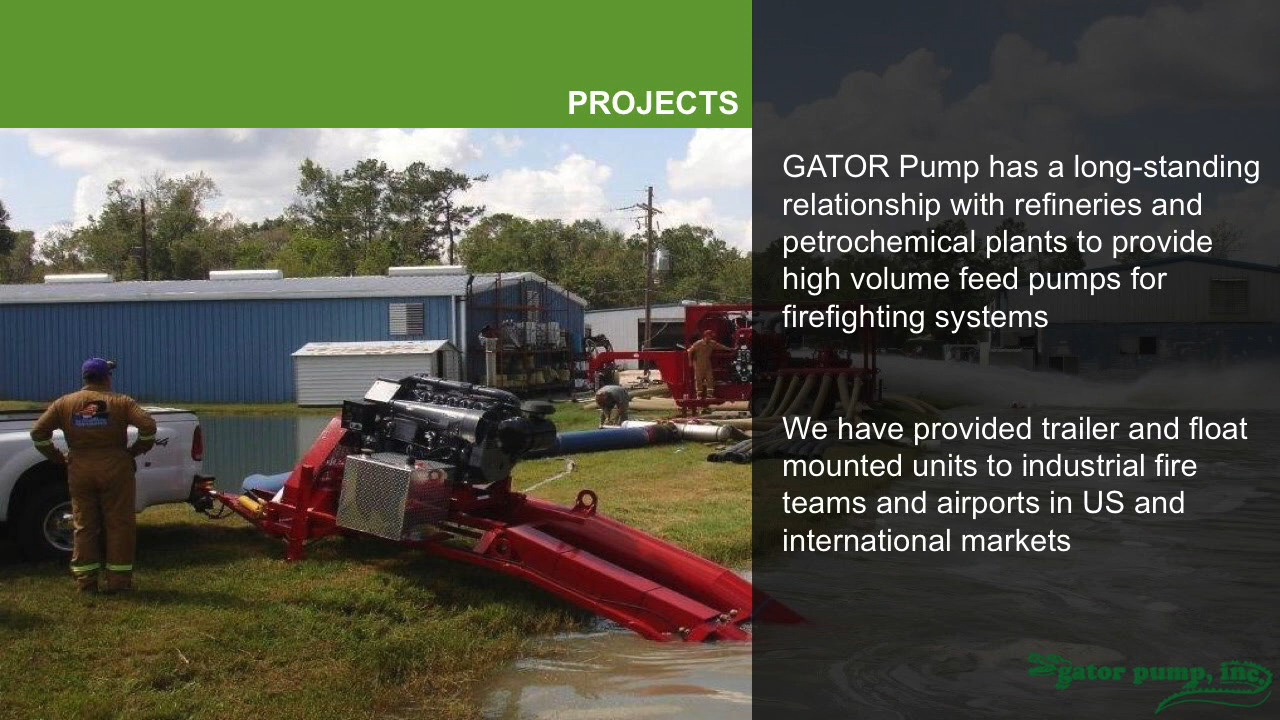 PROJECTS
GATOR Pump has a long-standing
relationship with refineries and
petrochemical plants to provide
high volume feed pumps for
firefighting systems
We have provided trailer and float
mounted units to industrial fire
teams and airports in US and
international markets
gator pump, inc.